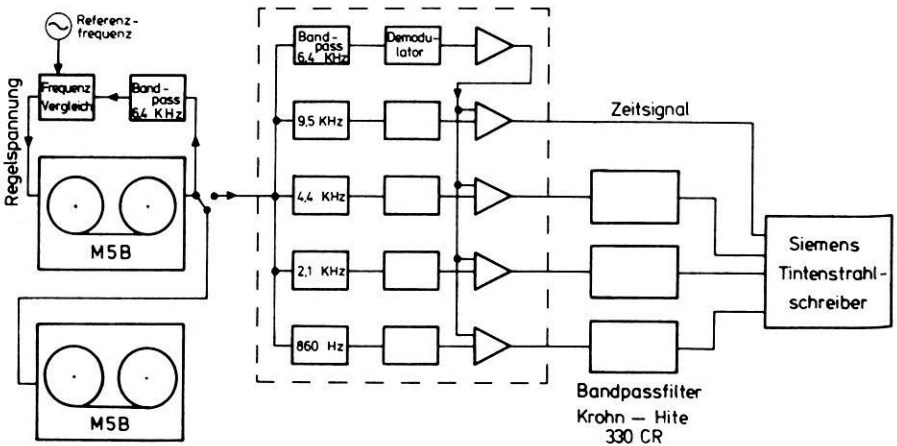 Referenz-
frequenz
Regelspannung
Frequenz
Vergleich
Band-
pass
6,4 KHz
M5B
M5B
Band-
pass
6,4 KHz
Demodu-
lator
9,5 KHz
4,4 KHz
2,1 KHz
860 Hz
Zeitsignal
Bandpassfilter
Krohn - Hite
330 CR
Siemens
Tintenstrahl-
schreiber